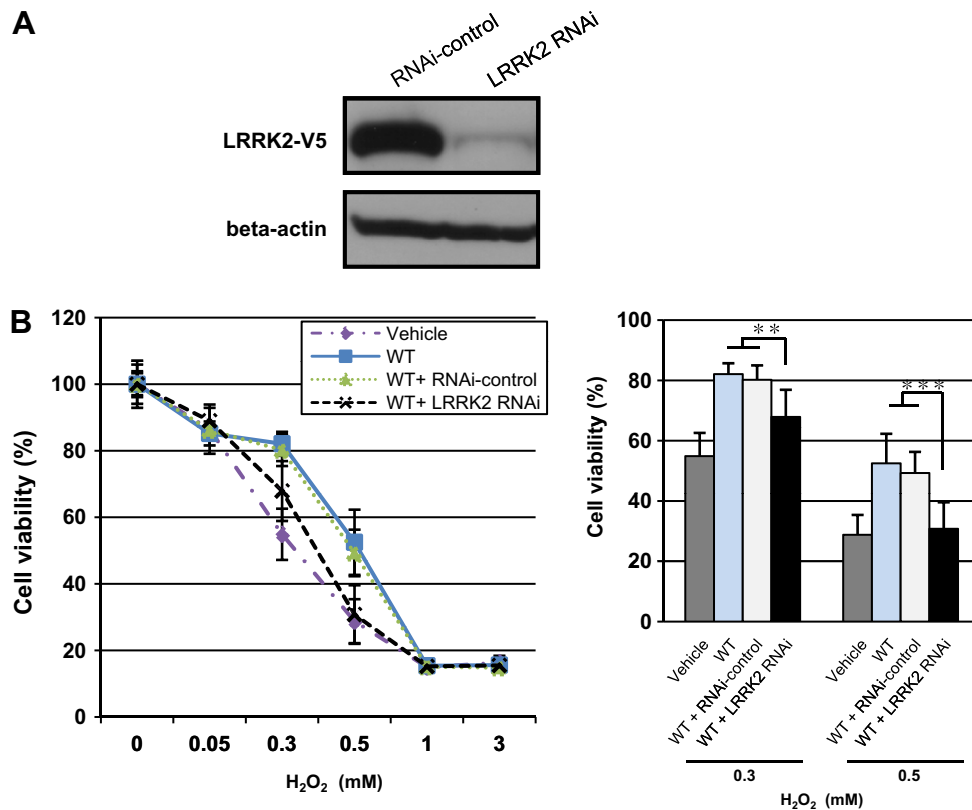 A
RNAi-control
LRRK2 RNAi
LRRK2-V5
beta-actin
B
120
100
80
60
40
20
0
Cell viability (%)
Vehicle
WT
WT+ RNAi-control
WT+ LRRK2 RNAi
0 0.05 0.3 0.5 1 3
H₂O₂ (mM)
100
80
60
40
20
0
Cell viability (%)
**
***
Vehicle
WT
WT + RNAi-control
WT + LRRK2 RNAi
Vehicle
WT
WT + RNAi-control
WT + LRRK2 RNAi
0.3 0.5
H₂O₂ (mM)